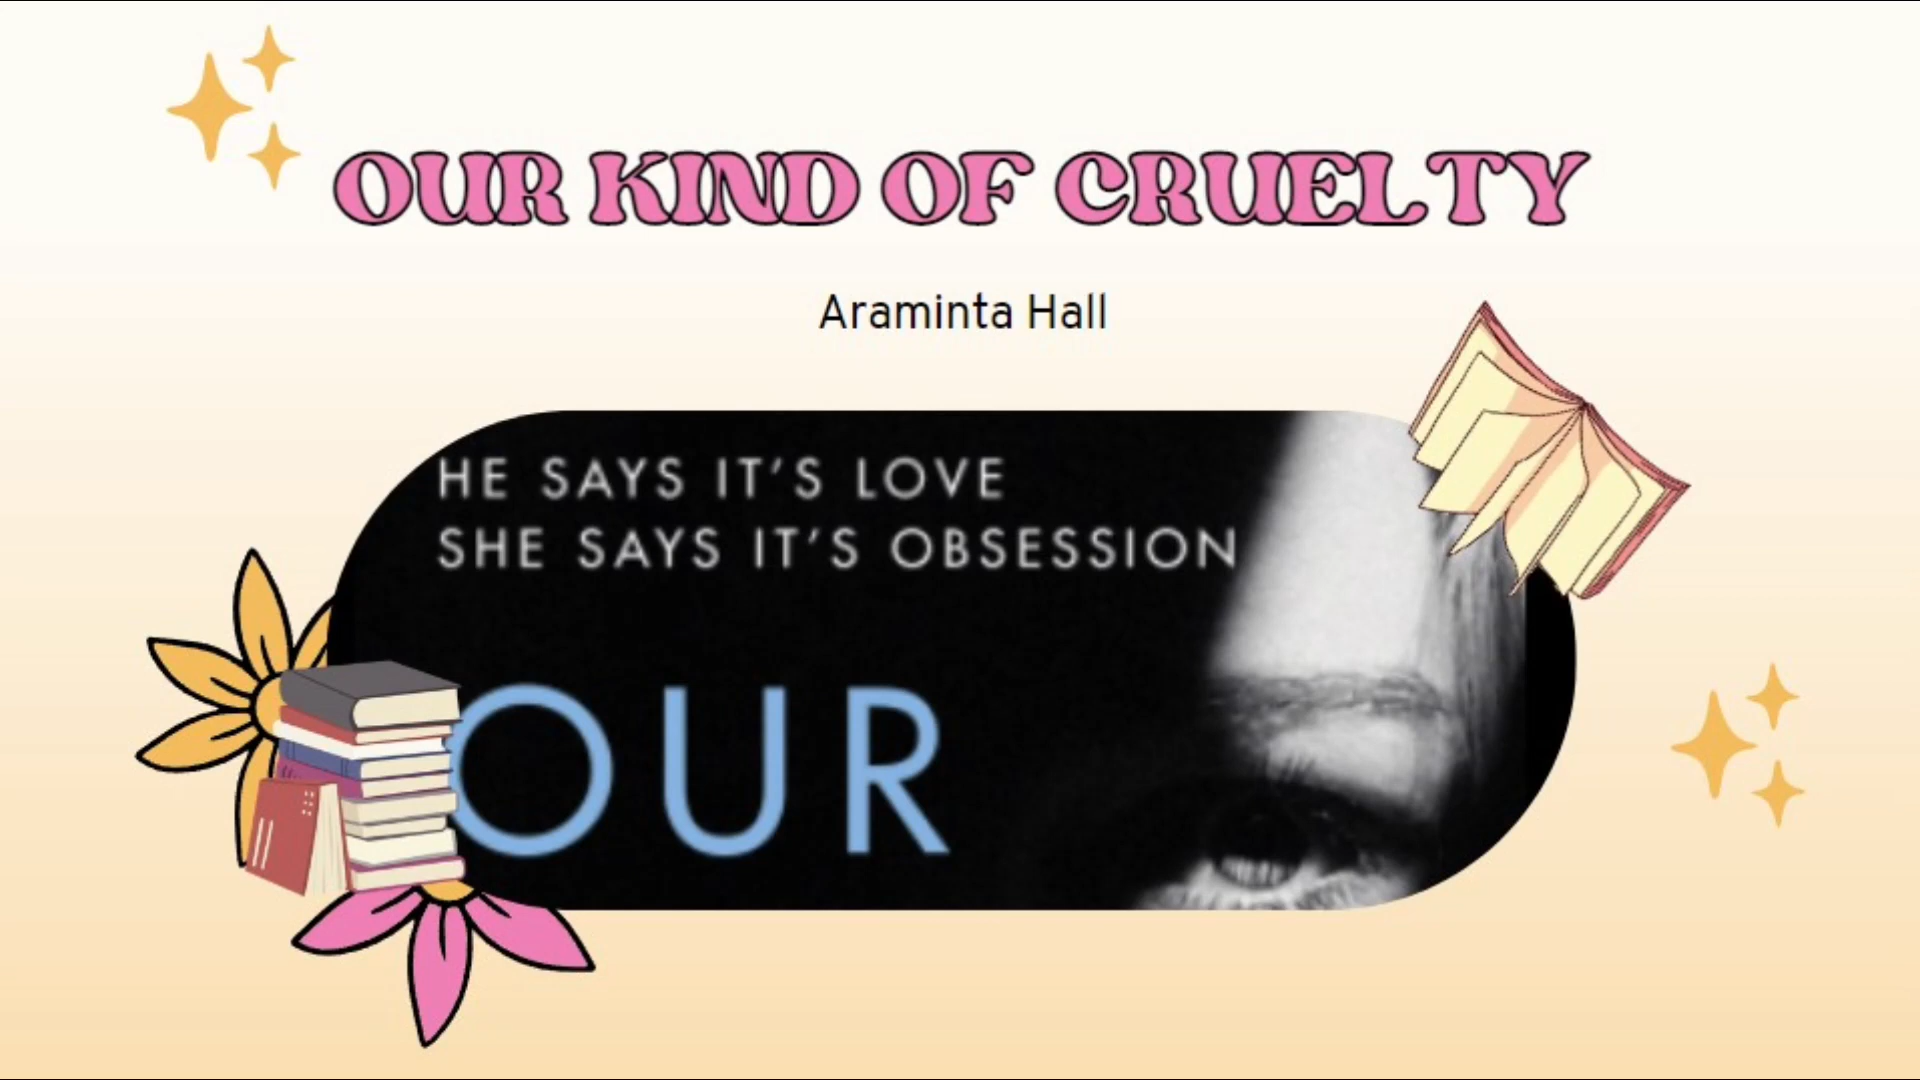 OUR KIND OF CRUELTY
Araminta Hall
HE SAYS IT'S LOVE
SHE SAYS IT'S OBSESSION
OUR